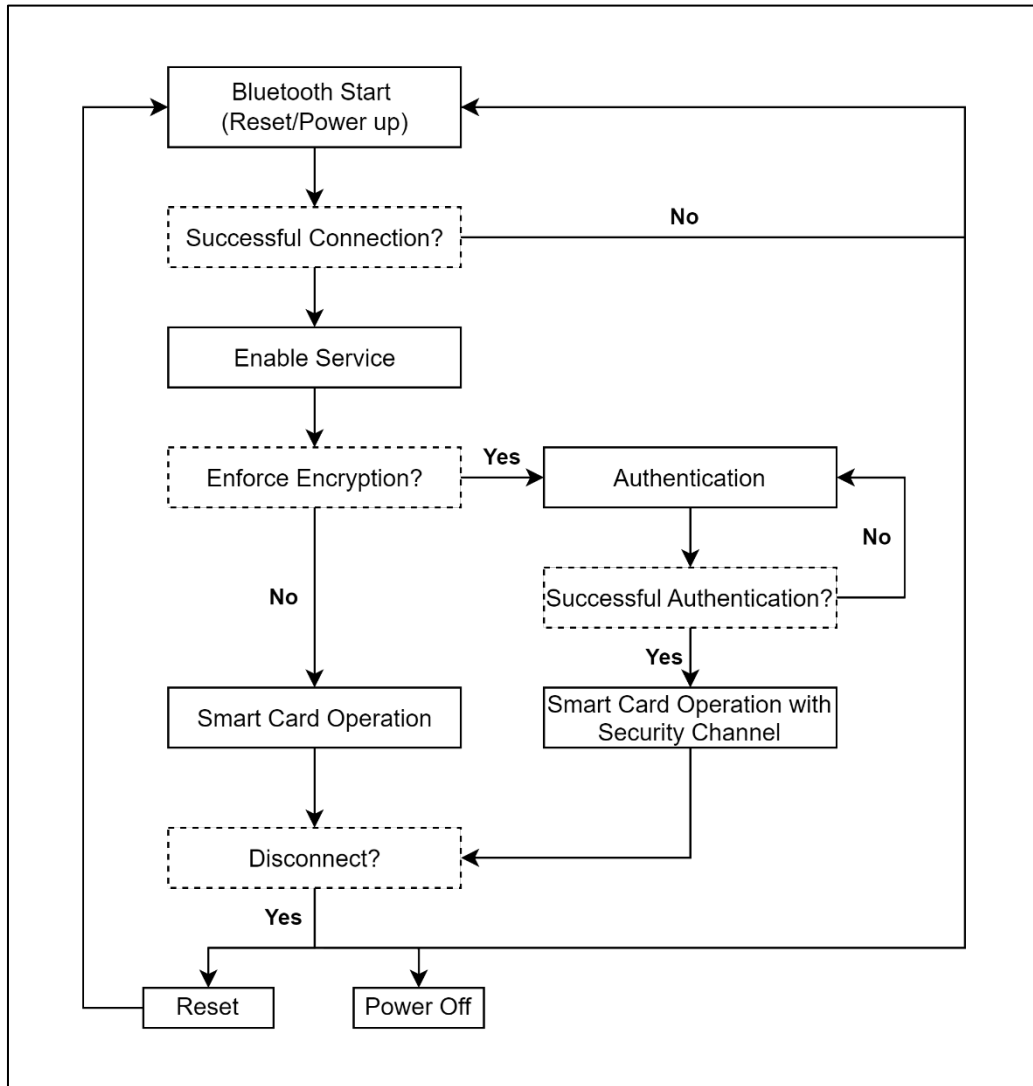 Bluetooth Start
(Reset/Power up)
Successful Connection?
No
Enable Service
Enforce Encryption?
Yes
Authentication
No
Successful Authentication?
No
Yes
Smart Card Operation
Smart Card Operation with
Security Channel
Disconnect?
Yes
Reset
Power Off